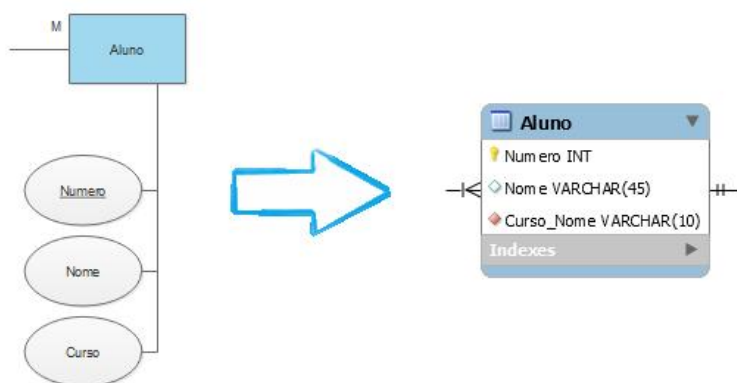 M
Aluno
Numero
Nome
Curso
Aluno
Numero INT
Nome VARCHAR(45)
Curso_Nome VARCHAR(10)
Indexes